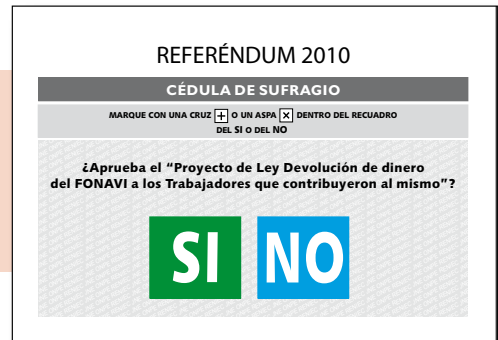 REFERÉNDUM 2010
CÉDULA DE SUFRAGIO
MARQUE CON UNA CRUZ + O UN ASPA X DENTRO DEL RECUADRO
DEL SI O DEL NO
¿Aprueba el “Proyecto de Ley Devolución de dinero
del FONAVI a los Trabajadores que contribuyeron al mismo”?
SI NO